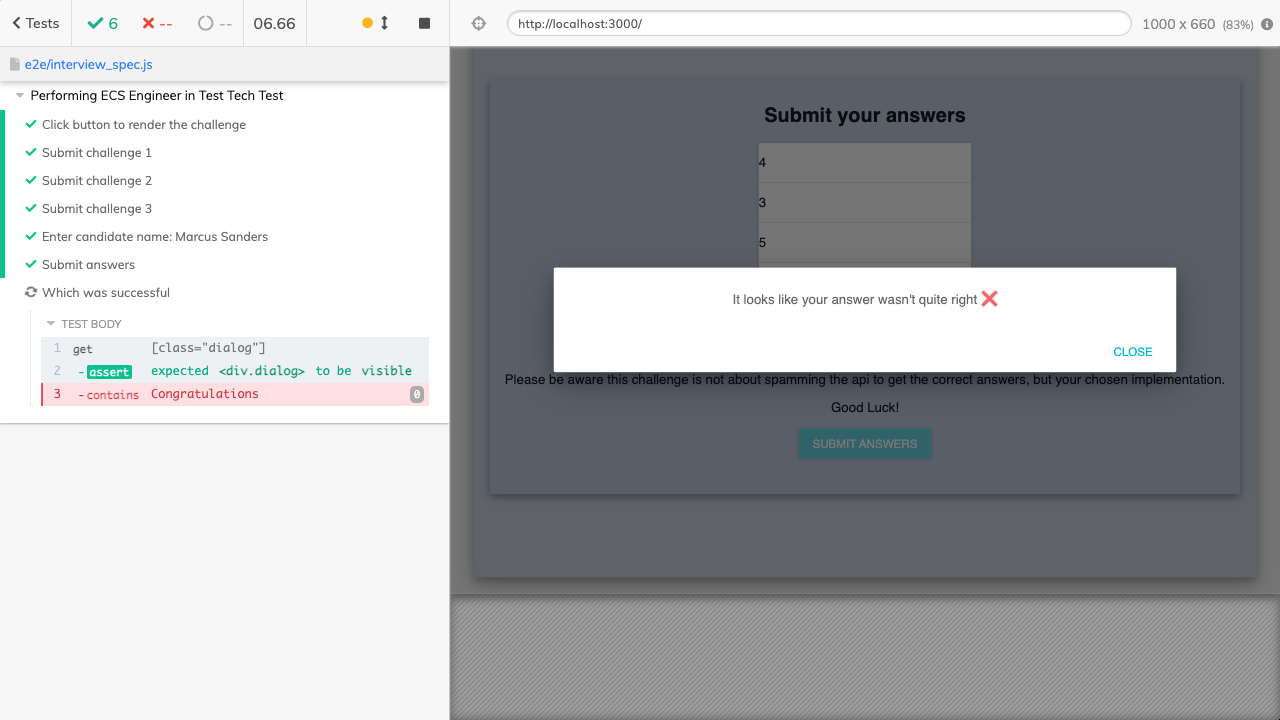 Tests
6
--
--
06.66
http://localhost:3000/
1000 x 660 (83%)
e2e/interview_spec.js
Performing ECS Engineer in Test Tech Test
Click button to render the challenge
Submit challenge 1
Submit challenge 2
Submit challenge 3
Enter candidate name: Marcus Sanders
Submit answers
Which was successful
TEST BODY
1 get [class="dialog"]
2 -assert expected <div.dialog> to be visible
3 -contains Congratulations 0
Submit your answers
4
3
5
It looks like your answer wasn't quite right ❌
CLOSE
Please be aware this challenge is not about spamming the api to get the correct answers, but your chosen implementation.
Good Luck!
SUBMIT ANSWERS